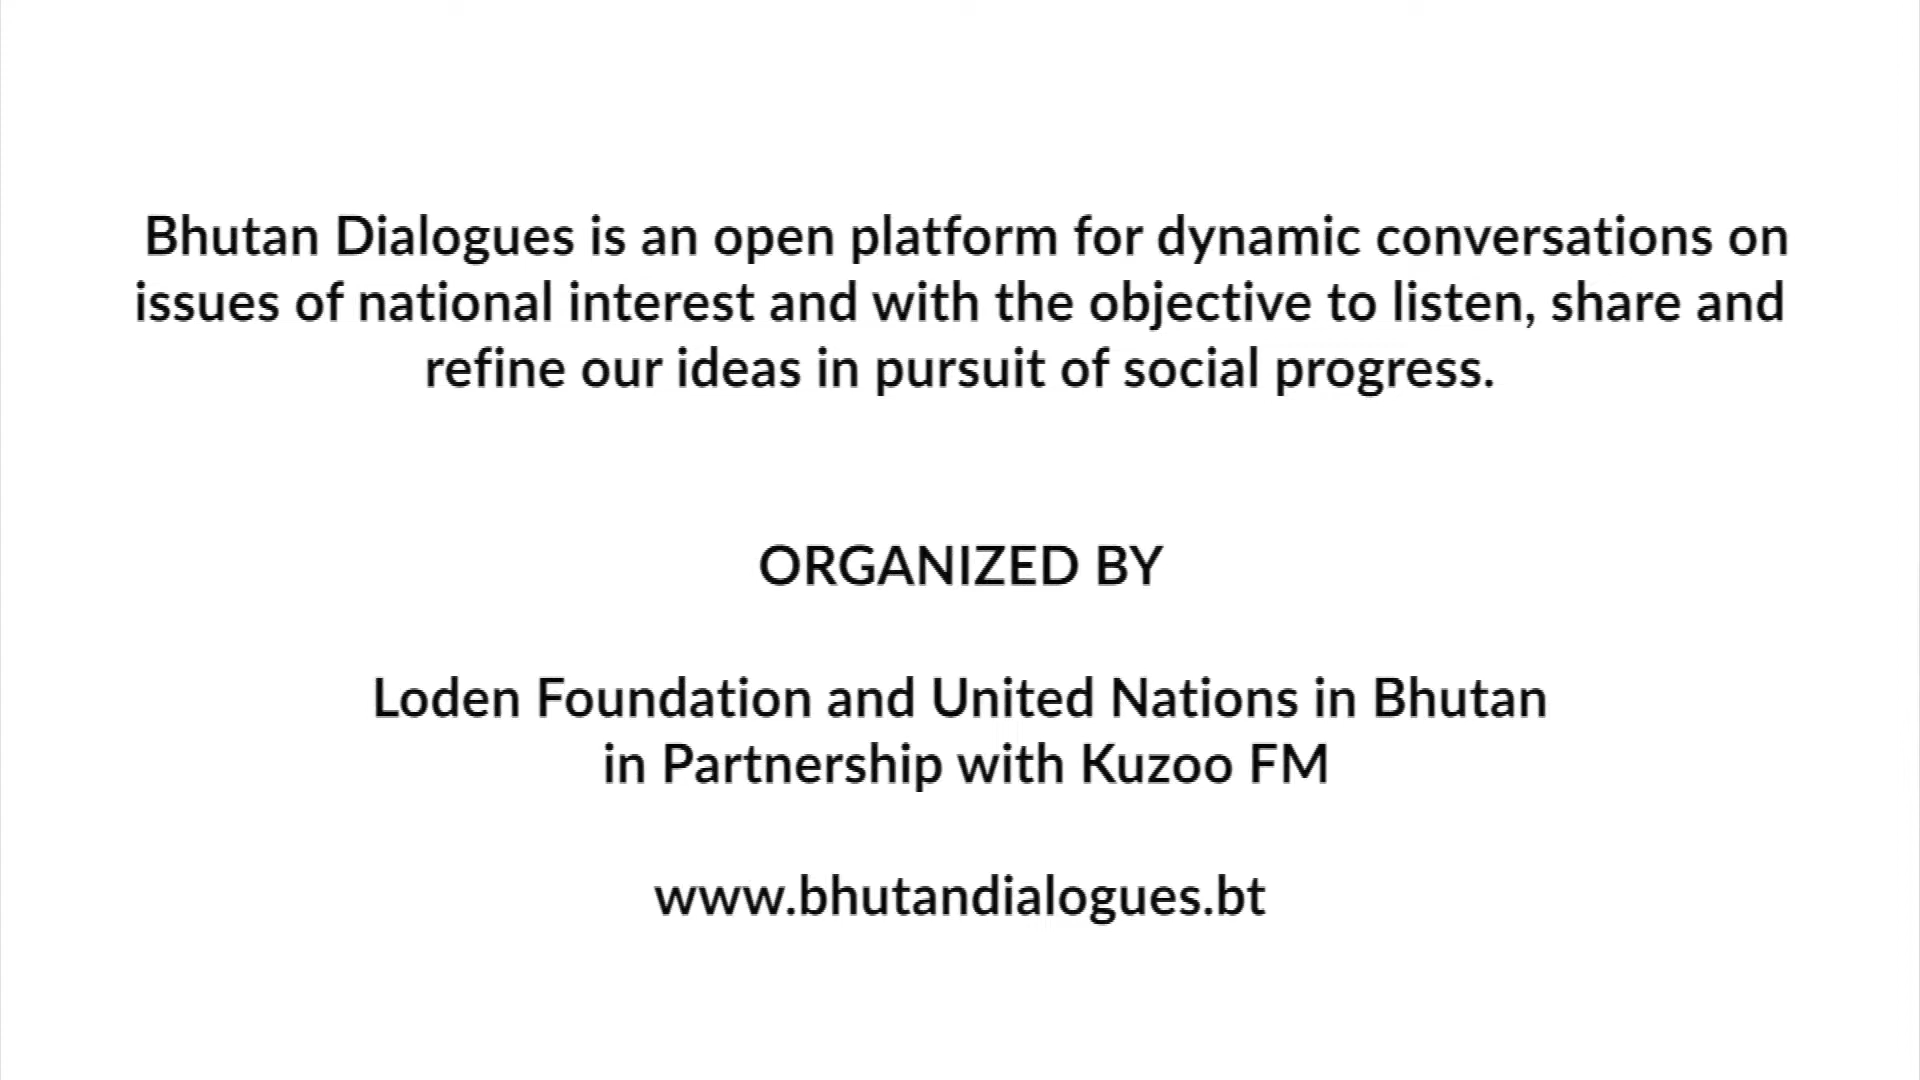 Bhutan Dialogues is an open platform for dynamic conversations on
issues of national interest and with the objective to listen, share and
refine our ideas in pursuit of social progress.
ORGANIZED BY
Loden Foundation and United Nations in Bhutan
in Partnership with Kuzoo FM
www.bhutandialogues.bt